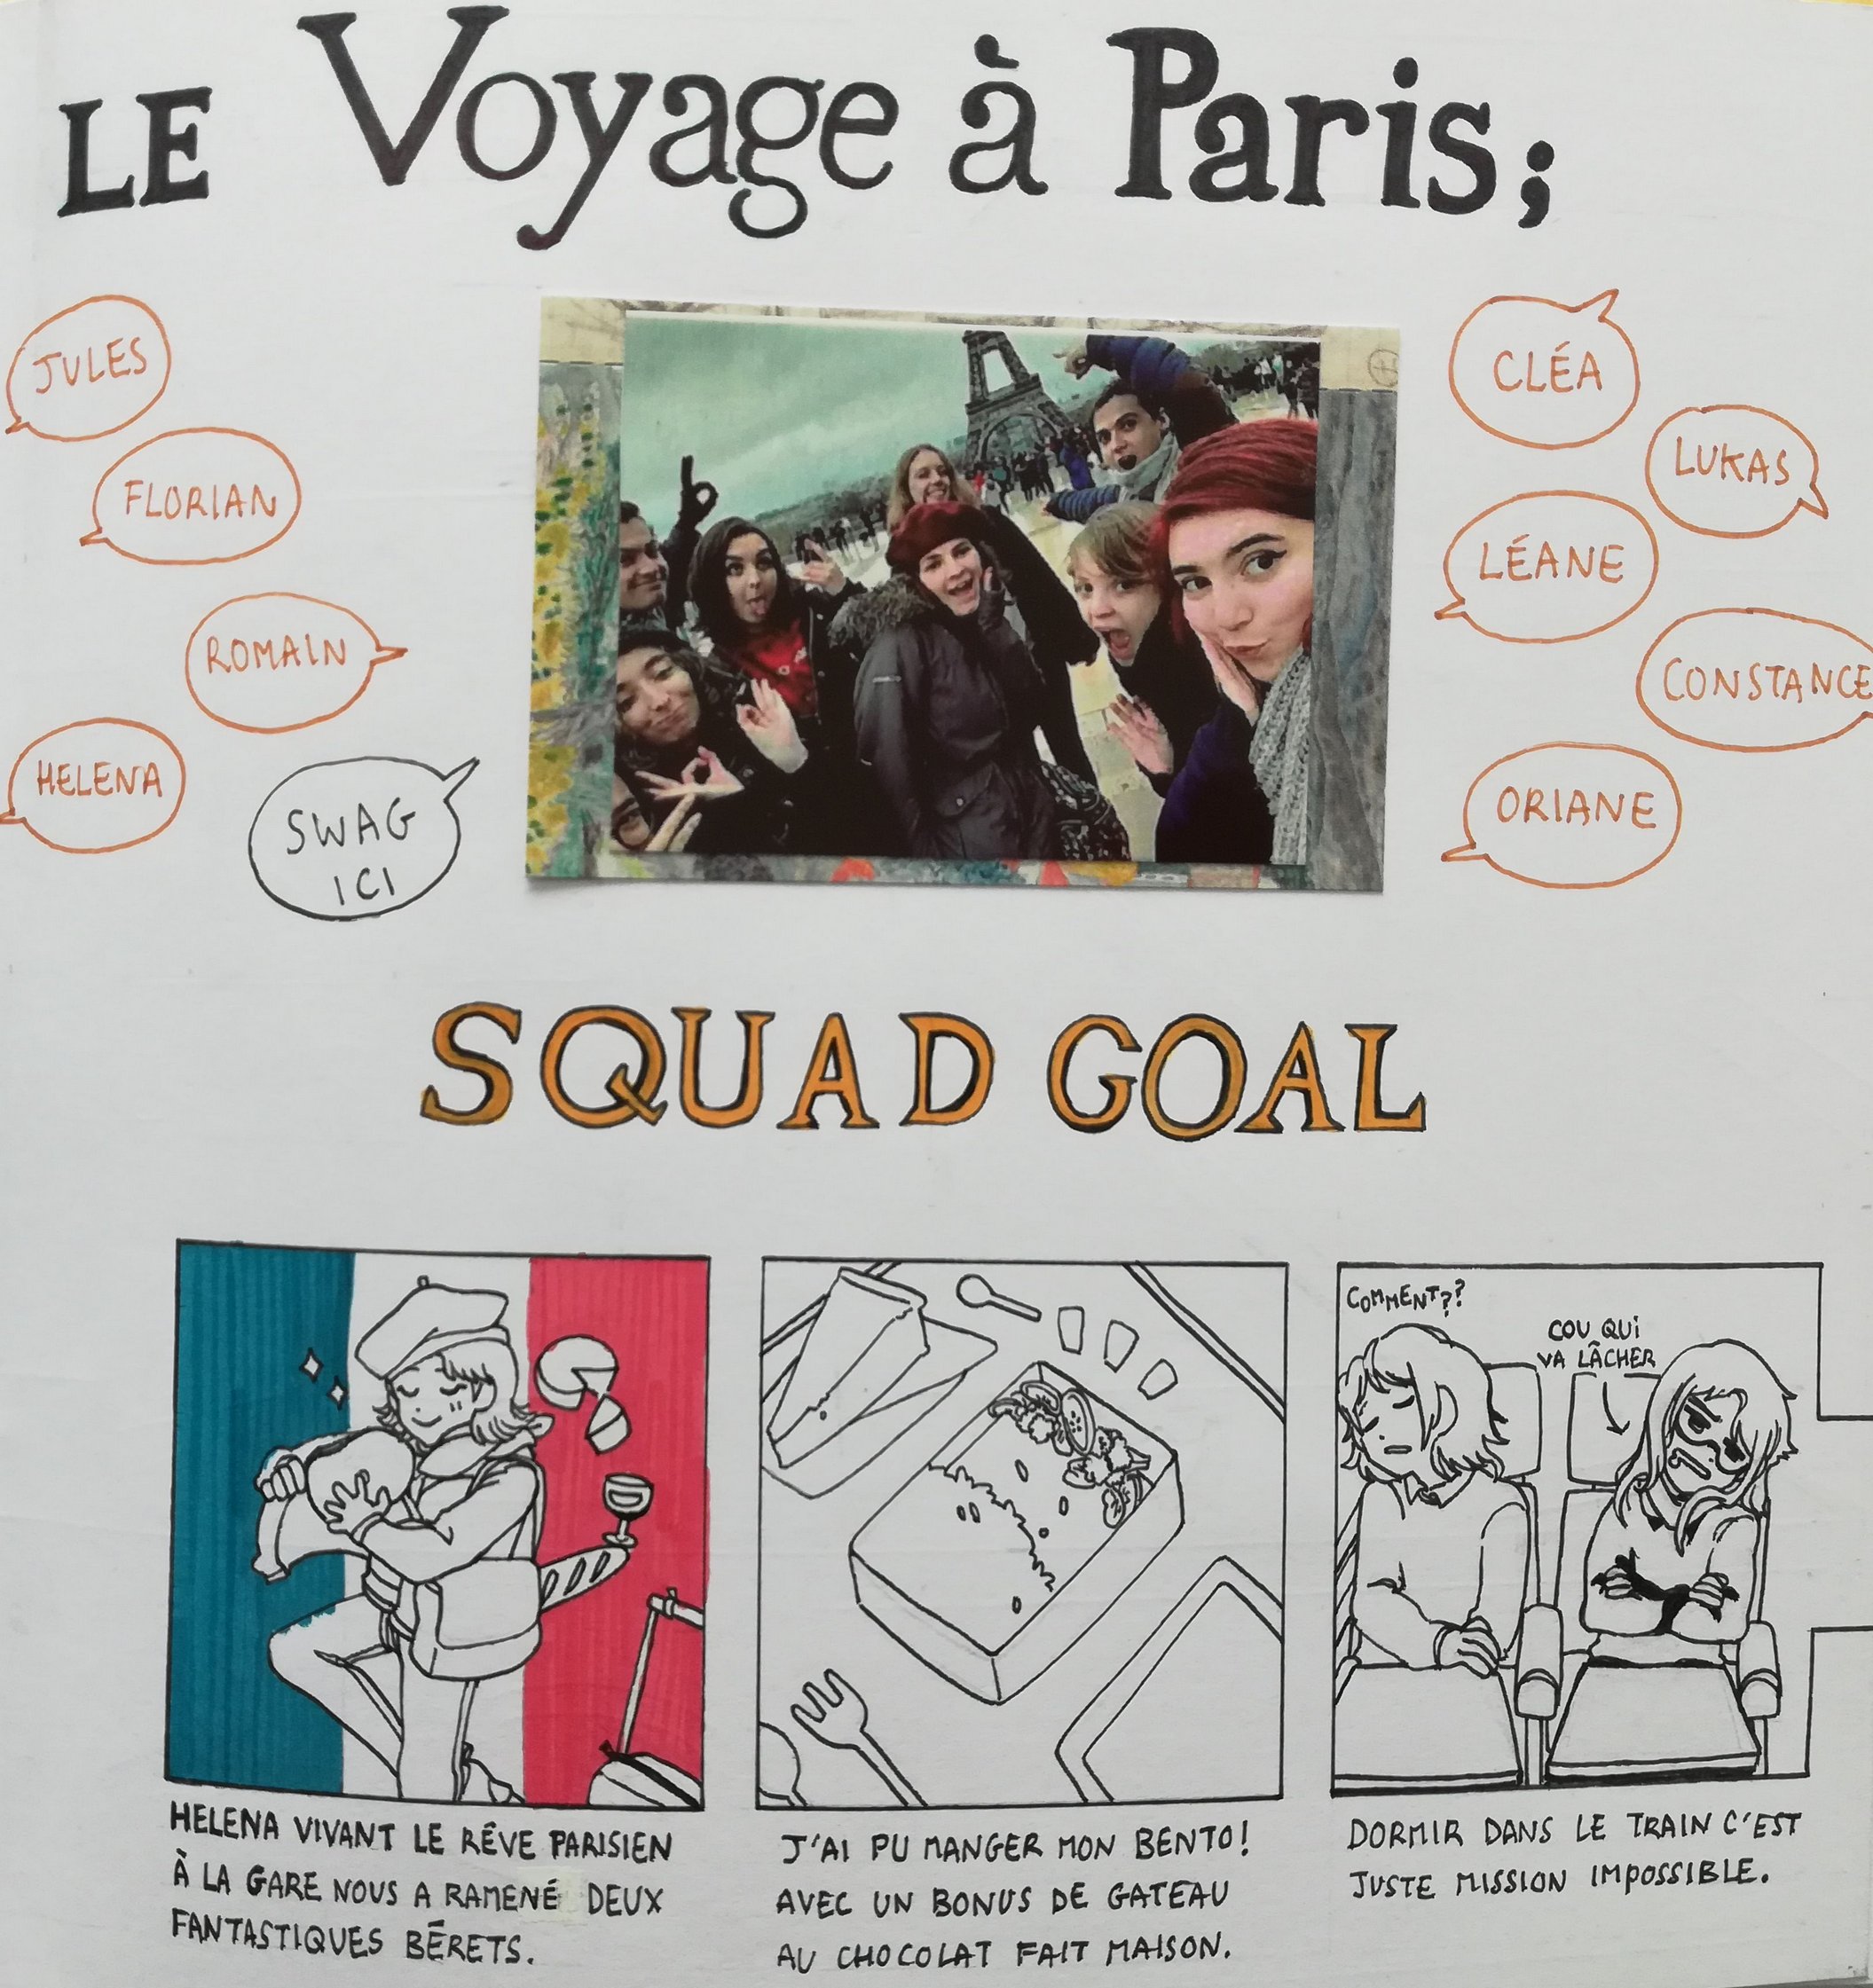 LE Voyage à Paris;
JULES
FLORIAN
ROMAIN
HELENA
SWAG
ICI
CLÉA
LUKAS
LÉANE
CONSTANCE
ORIANE
SQUAD GOAL
HELENA VIVANT LE RÊVE PARISIEN
À LA GARE NOUS A RAMENÉ DEUX
FANTASTIQUES BÉRETS.
J'AI PU MANGER MON BENTO!
AVEC UN BONUS DE GATEAU
AU CHOCOLAT FAIT MAISON.
COMMENT??
COU QUI
VA LÂCHER
DORMIR DANS LE TRAIN C'EST
JUSTE MISSION IMPOSSIBLE.